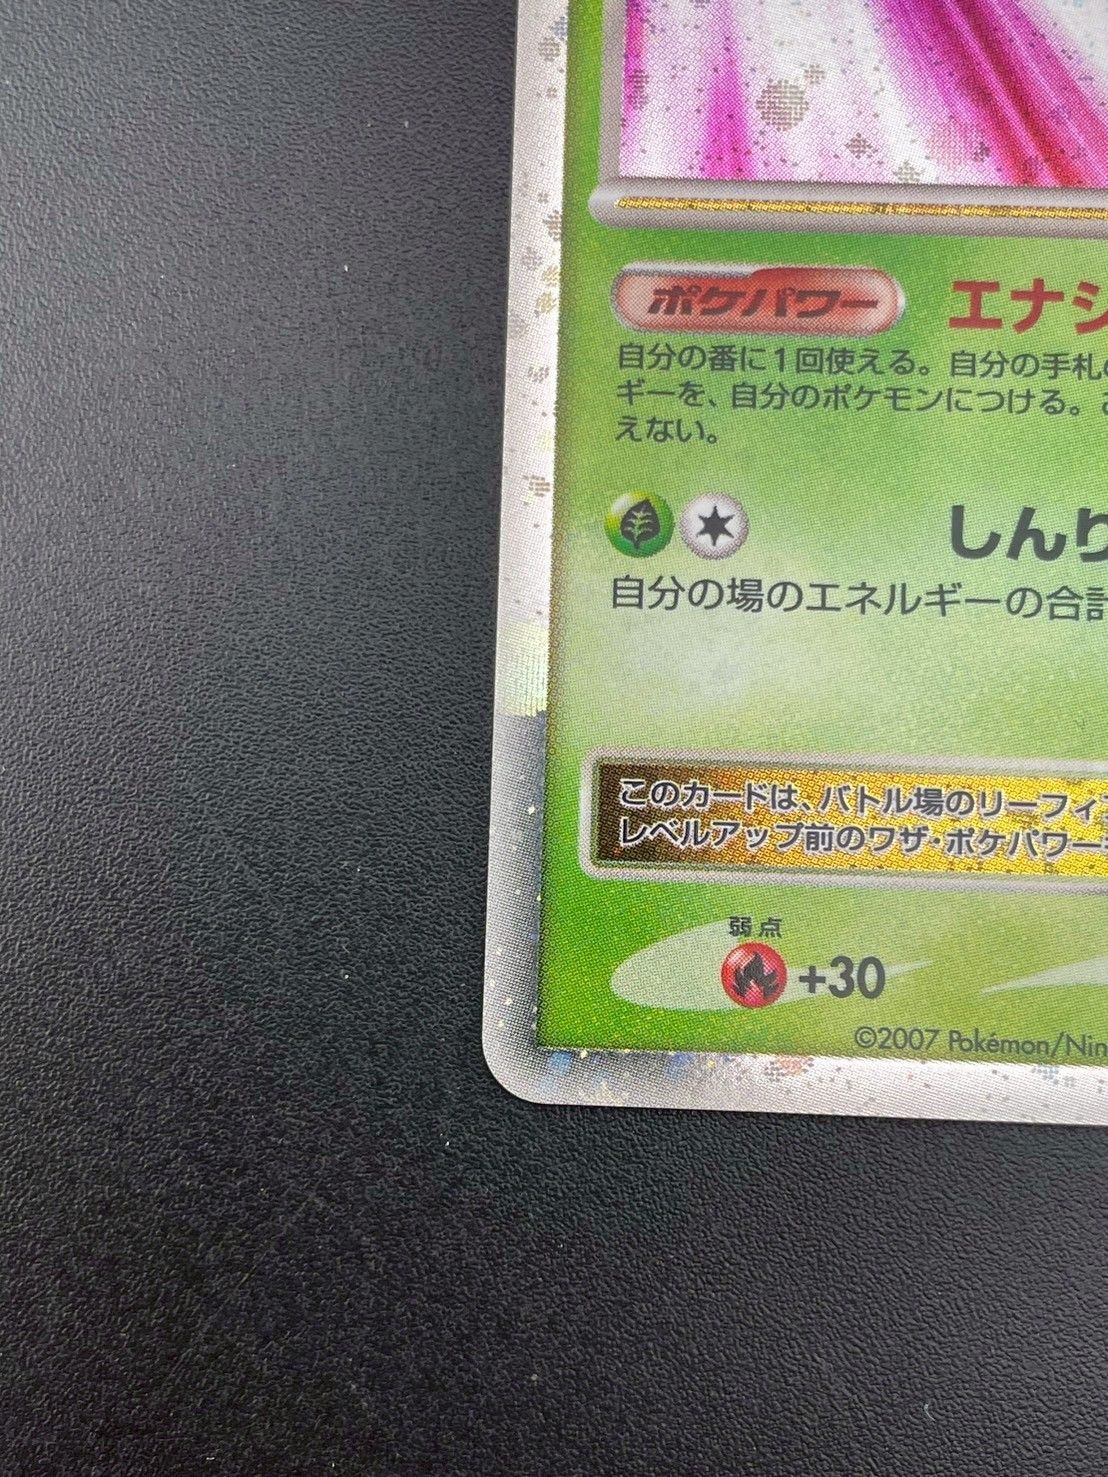 ポケパワー エナジ
自分の番に1回使える。自分の手札の
ギーを、自分のポケモンにつける。
えない。
しんり
自分の場のエネルギーの合計
このカードは、バトル場のリーフィア
レベルアップ前のワザ・ポケパワー
弱点
+30
©2007 Pokémon/Nin